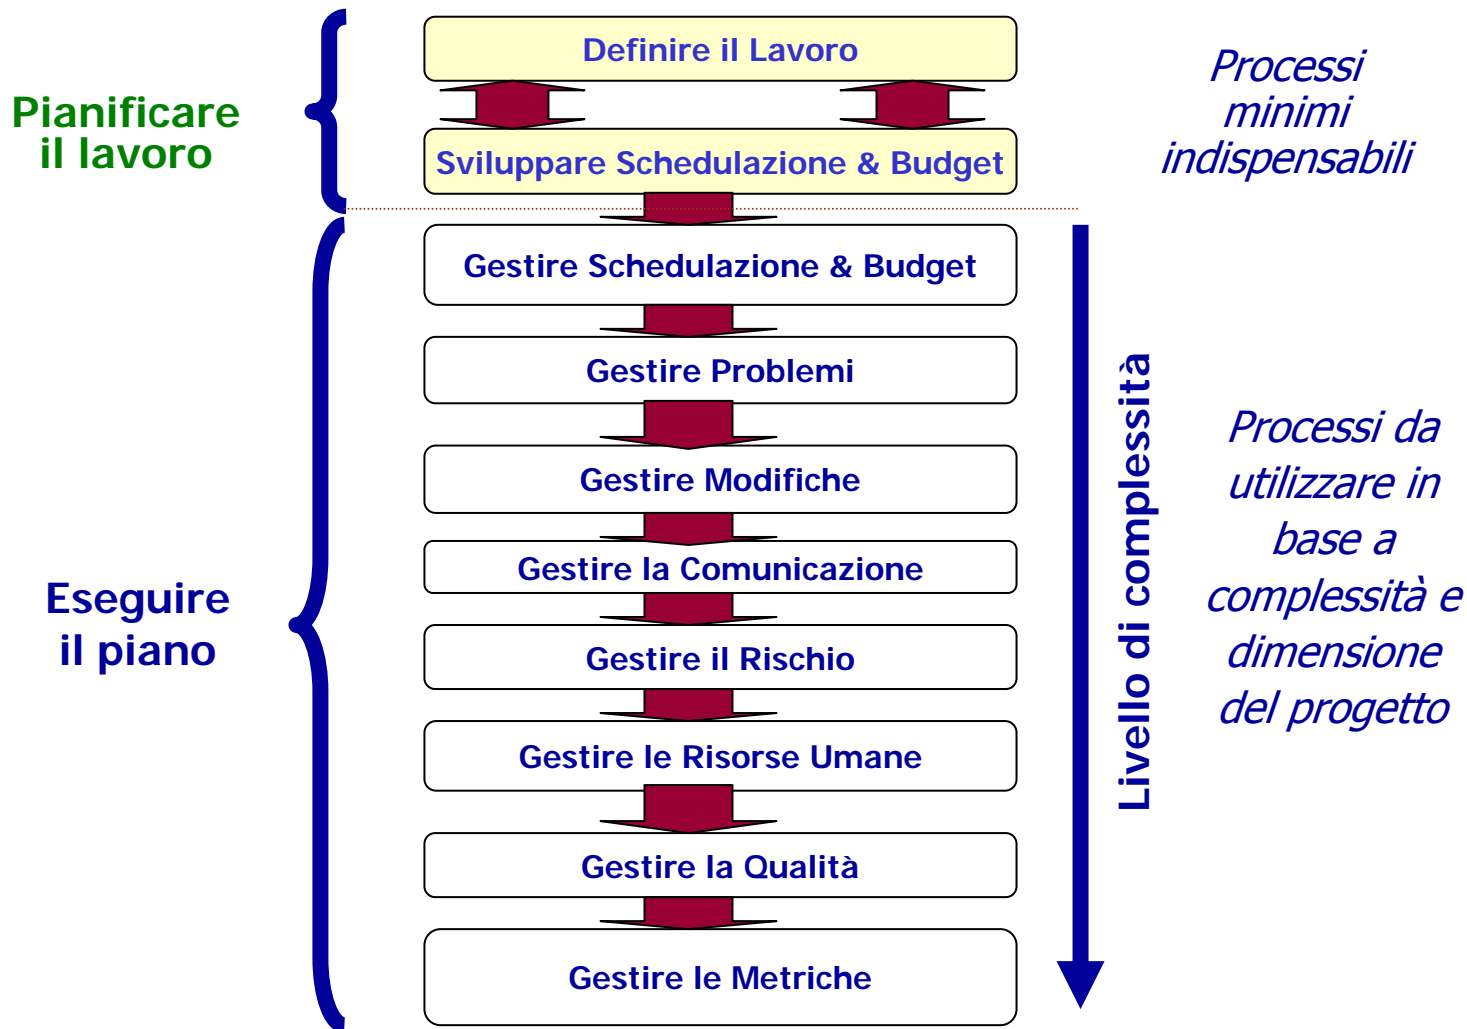 Definire il Lavoro
Sviluppare Schedulazione & Budget
Pianificare
il lavoro
Processi
minimi
indispensabili
Gestire Schedulazione & Budget
Gestire Problemi
Gestire Modifiche
Gestire la Comunicazione
Gestire il Rischio
Gestire le Risorse Umane
Gestire la Qualità
Gestire le Metriche
Eseguire
il piano
Livello di complessità
Processi da
utilizzare in
base a
complessità e
dimensione
del progetto